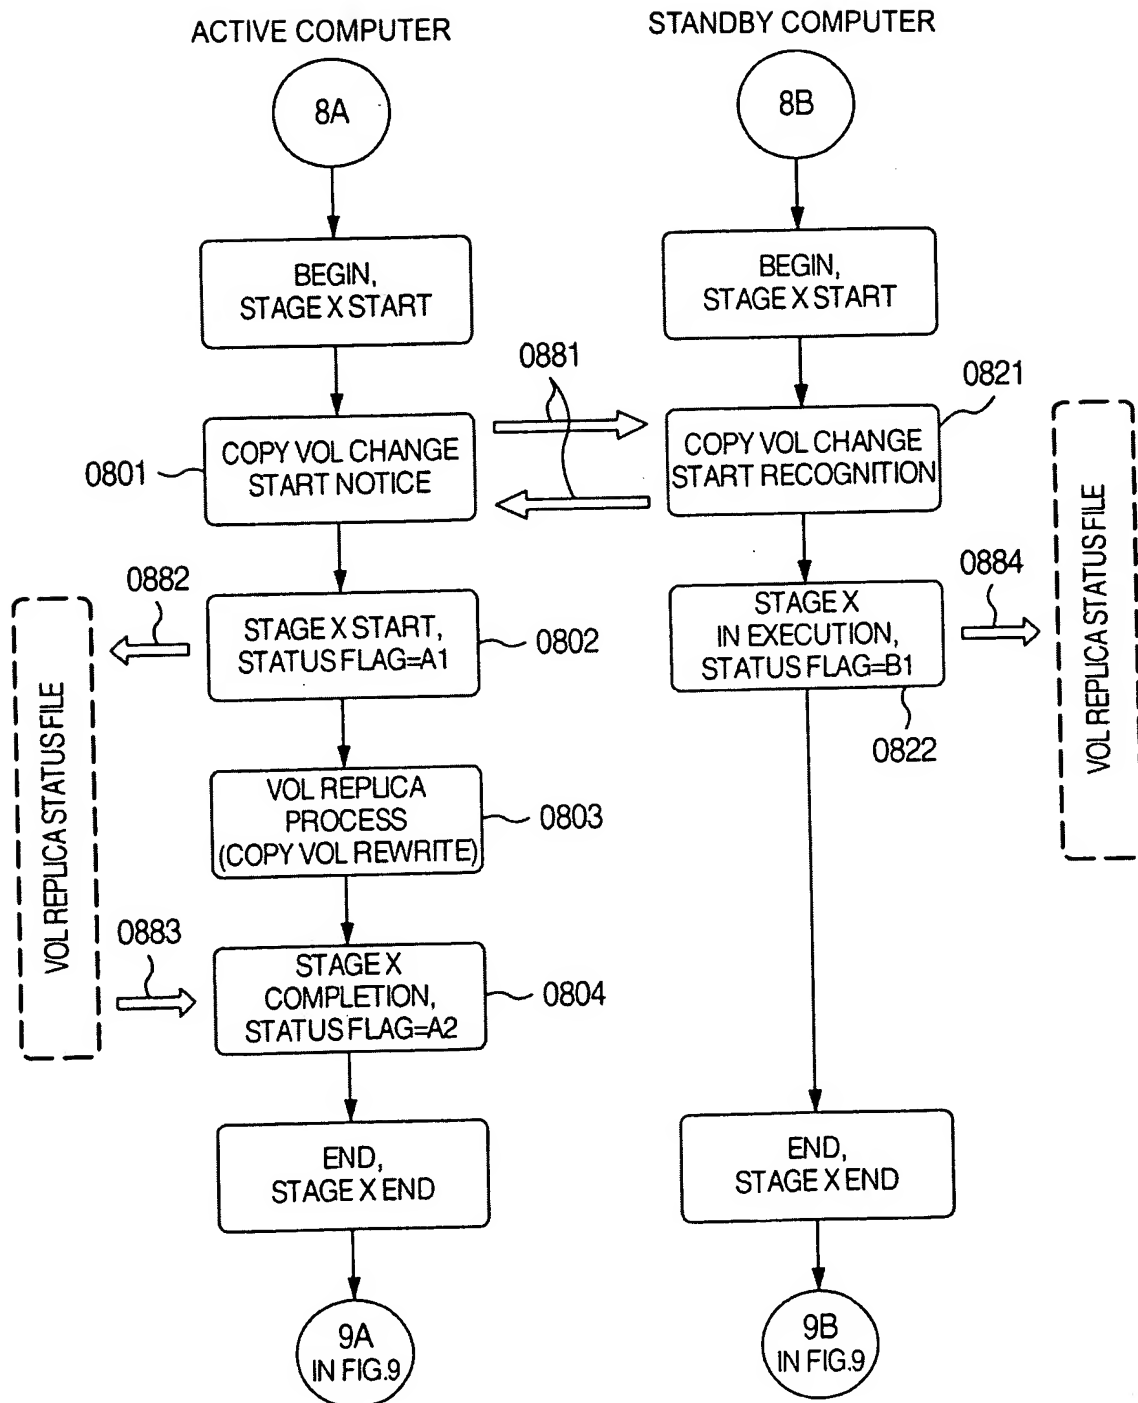 ACTIVE COMPUTER
STANDBY COMPUTER
8A
8B
BEGIN,
STAGE X START
BEGIN,
STAGE X START
0881
0821
0801
COPY VOL CHANGE
START NOTICE
COPY VOL CHANGE
START RECOGNITION
0882
STAGE X START,
STATUS FLAG=A1
0802
STAGE X
IN EXECUTION,
STATUS FLAG=B1
0884
0822
VOL REPLICA STATUS FILE
VOL REPLICA STATUS FILE
VOL REPLICA
PROCESS
(COPY VOL REWRITE)
0803
0883
STAGE X
COMPLETION,
STATUS FLAG=A2
0804
END,
STAGE X END
END,
STAGE X END
9A
IN FIG.9
9B
IN FIG.9